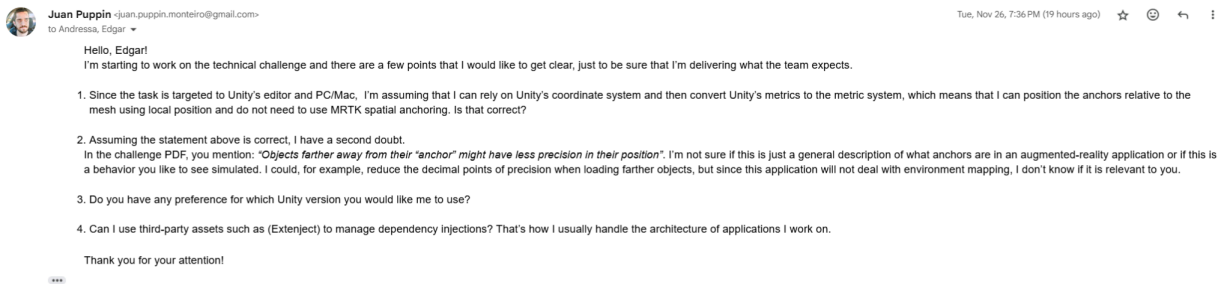 Juan Puppin <juan.puppin.monteiro@gmail.com>
Tue, Nov 26, 7:36 PM (19 hours ago)
to Andressa, Edgar
Hello, Edgar!
I'm starting to work on the technical challenge and there are a few points that I would like to get clear, just to be sure that I'm delivering what the team expects.
1. Since the task is targeted to Unity's editor and PC/Mac,  I'm assuming that I can rely on Unity's coordinate system and then convert Unity's metrics to the metric system, which means that I can position the anchors relative to the
mesh using local position and do not need to use MRTK spatial anchoring. Is that correct?
2. Assuming the statement above is correct, I have a second doubt.
In the challenge PDF, you mention: “Objects farther away from their “anchor” might have less precision in their position”. I'm not sure if this is just a general description of what anchors are in an augmented-reality application or if this is
a behavior you like to see simulated. I could, for example, reduce the decimal points of precision when loading farther objects, but since this application will not deal with environment mapping, I don't know if it is relevant to you.
3. Do you have any preference for which Unity version you would like me to use?
4. Can I use third-party assets such as (Extenject) to manage dependency injections? That's how I usually handle the architecture of applications I work on.
Thank you for your attention!